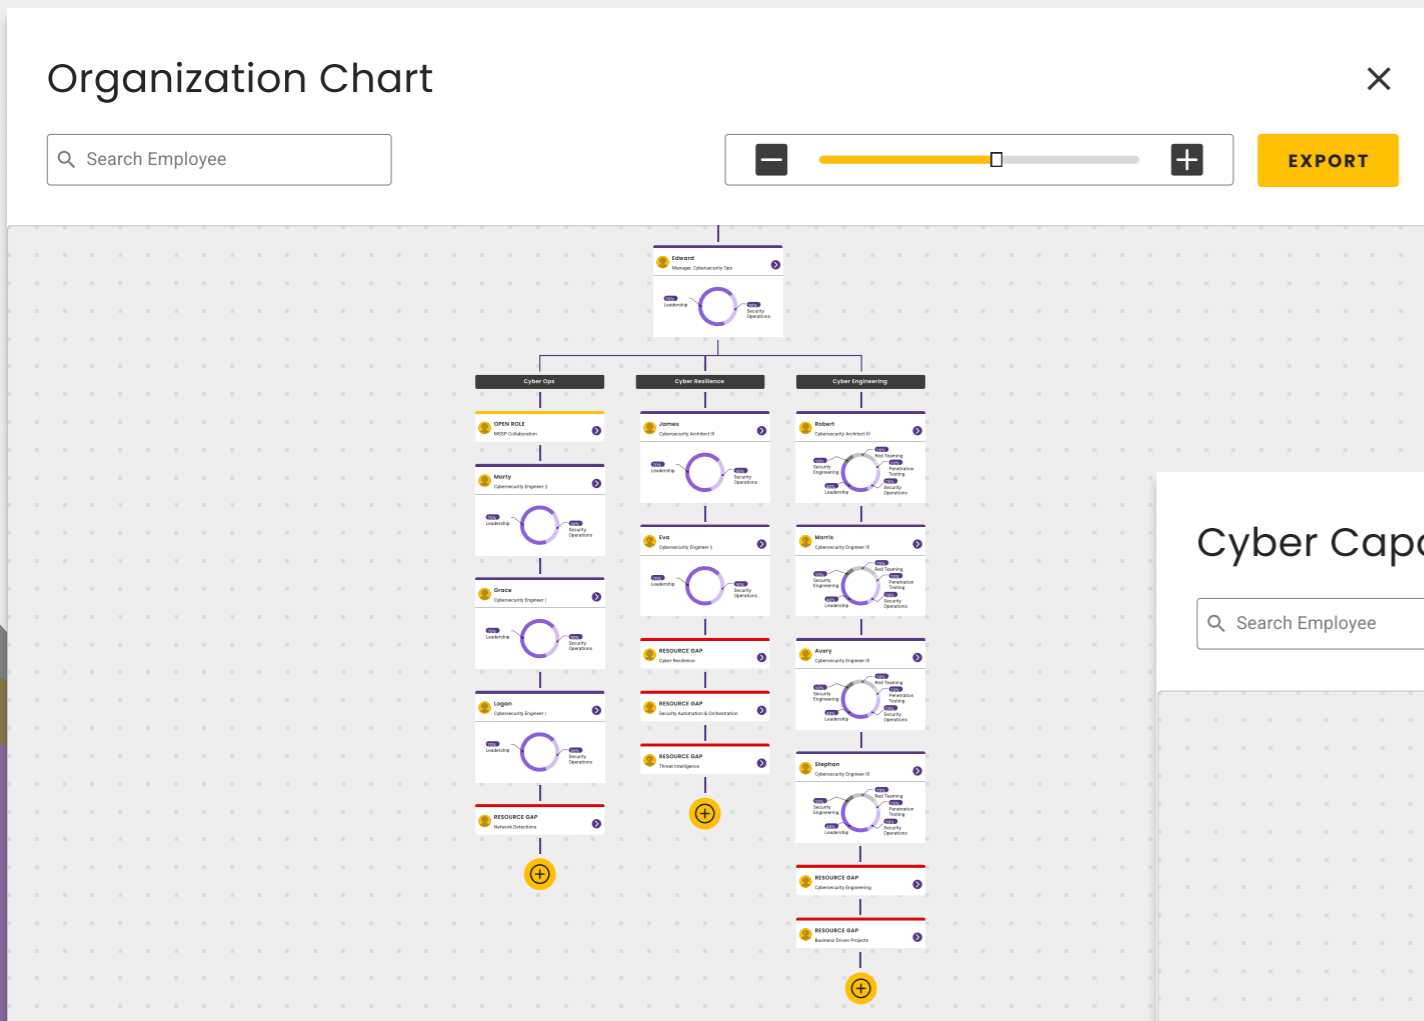 Organization Chart
Search Employee
EXPORT
Edward
Manager, Cybersecurity Ops
Leadership
Security
Operations
Cyber Ops
OPEN ROLE
MSSP Collaboration
Marty
Cybersecurity Engineer II
Leadership
Security
Operations
Grace
Cybersecurity Engineer I
Leadership
Security
Operations
Logan
Cybersecurity Engineer I
Leadership
Security
Operations
RESOURCE GAP
Network Detections
Cyber Resilience
James
Cybersecurity Architect III
Leadership
Security
Operations
Eva
Cybersecurity Engineer II
Leadership
Security
Operations
RESOURCE GAP
Cyber Resilience
RESOURCE GAP
Security Automation & Orchestration
RESOURCE GAP
Threat Intelligence
Cyber Engineering
Robert
Cybersecurity Architect III
Red Teaming
Security
Engineering
Penetration
Testing
Leadership
Security
Operations
Morris
Cybersecurity Engineer III
Red Teaming
Security
Engineering
Penetration
Testing
Leadership
Security
Operations
Avery
Cybersecurity Engineer III
Red Teaming
Security
Engineering
Penetration
Testing
Leadership
Security
Operations
Stephan
Cybersecurity Engineer III
Red Teaming
Security
Engineering
Penetration
Testing
Leadership
Security
Operations
RESOURCE GAP
Cybersecurity Engineering
RESOURCE GAP
Business Driven Projects
Cyber Capa
Search Employee